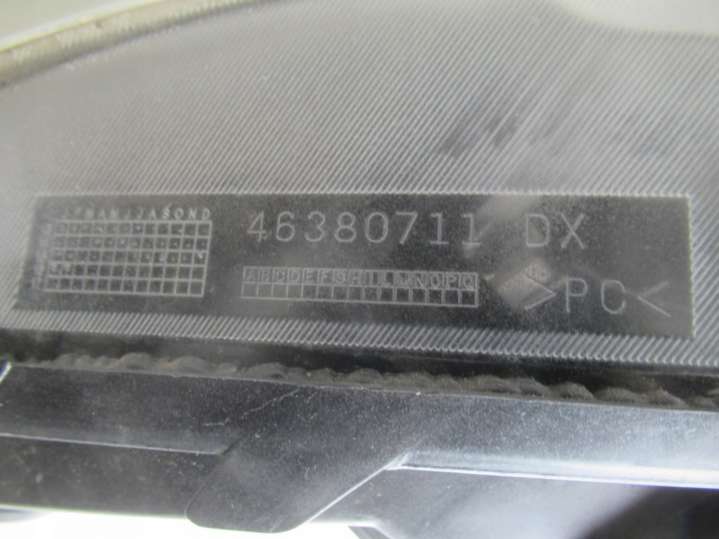 JFMAMJJASOND
46380711 DX
ABCDEFGHILMNOPQ
>PC<